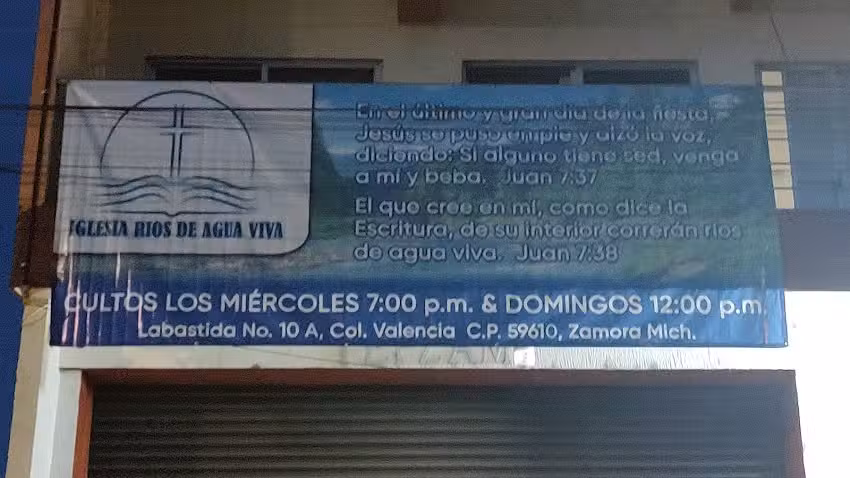 IGLESIA RIOS DE AGUA VIVA
En el último y gran día de la fiesta,
Jesús se puso en pie y alzó la voz,
diciendo: Si alguno tiene sed, venga
a mí y beba. Juan 7:37
El que cree en mí, como dice la
Escritura, de su interior correrán ríos
de agua viva. Juan 7:38
CULTOS LOS MIÉRCOLES 7:00 p.m. & DOMINGOS 12:00 p.m.
Labastida No. 10 A, Col. Valencia C.P. 59610, Zamora Mich.